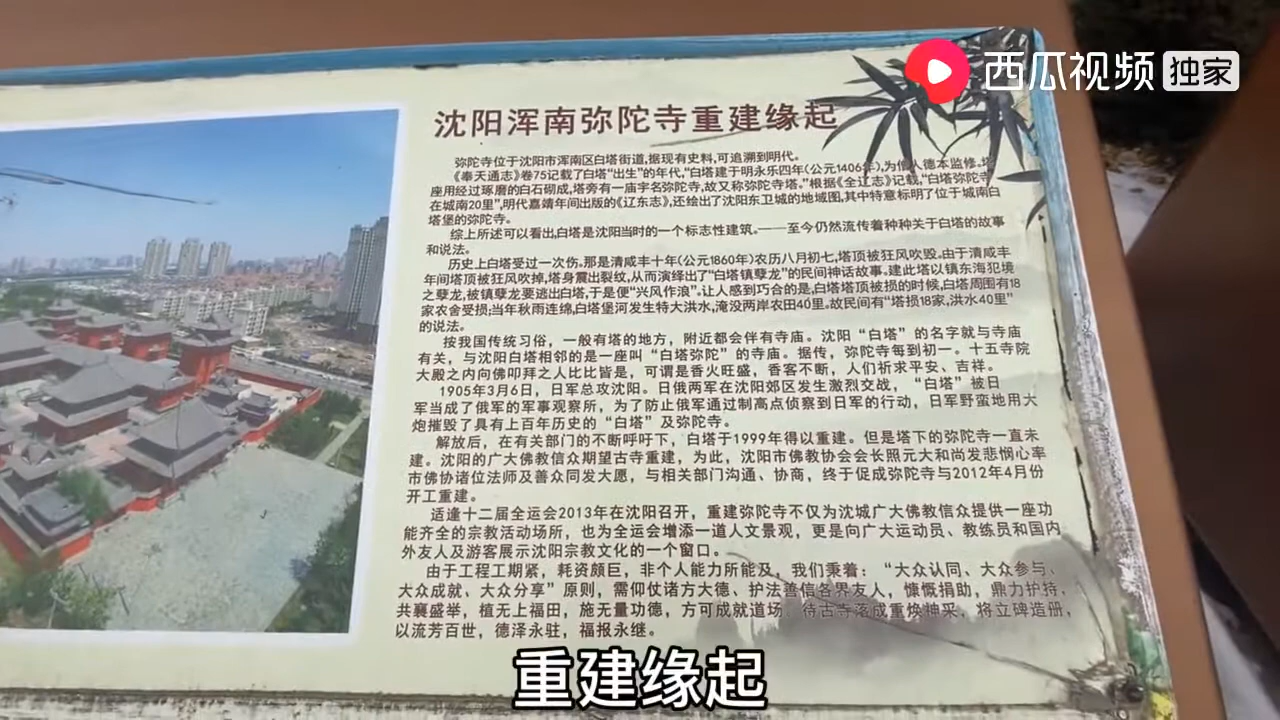 西瓜视频 独家
沈阳浑南弥陀寺重建缘起
弥陀寺位于沈阳市浑南区白塔街道,据现有史料,可追溯到明代。
《奉天通志》卷75记载了白塔“出生”的年代,“白塔建于明永乐四年(公元1406年),为僧人德本监修。塔
座用经过琢磨的白石砌成,塔旁有一庙宇名弥陀寺,故又称弥陀寺塔。”根据《全辽志》记载,“白塔弥陀寺
在城南20里”,明代嘉靖年间出版的《辽东志》,还绘出了沈阳东卫城的地域图,其中特意标明了位于城南白
塔堡的弥陀寺。
综上所述可以看出,白塔是沈阳当时的一个标志性建筑。——至今仍然流传着种种关于白塔的故事
和说法。
历史上白塔受过一次伤。那是清咸丰十年(公元1860年)农历八月初七,塔顶被狂风吹毁。由于清咸丰
年间塔顶被狂风吹掉,塔身震出裂纹,从而演绎出了“白塔镇孽龙”的民间神话故事。建此塔以镇东海犯境
之孽龙,被镇孽龙要逃出白塔,于是便“兴风作浪”。让人感到巧合的是,白塔塔顶被损的时候,白塔周围有18
家农舍受损;当年秋雨连绵,白塔堡河发生特大洪水,淹没两岸农田40里。故民间有“塔损18家,洪水40里”
的说法。
按我国传统习俗，一般有塔的地方，附近都会伴有寺庙。沈阳“白塔”的名字就与寺庙
有关，与沈阳白塔相邻的是一座叫“白塔弥陀”的寺庙。据传，弥陀寺每到初一。十五寺院
大殿之内向佛叩拜之人比比皆是，可谓是香火旺盛，香客不断，人们祈求平安、吉祥。
1905年3月6日，日军总攻沈阳。日俄两军在沈阳郊区发生激烈交战，“白塔”被日
军当成了俄军的军事观察所，为了防止俄军通过制高点侦察到日军的行动，日军野蛮地用大
炮摧毁了具有上百年历史的“白塔”及弥陀寺。
解放后，在有关部门的不断呼吁下，白塔于1999年得以重建。但是塔下的弥陀寺一直未
建。沈阳的广大佛教信众期望古寺重建，为此，沈阳市佛教协会会长照元大和尚发悲悯心率
市佛协诸位法师及善众同发大愿，与相关部门沟通、协商，终于促成弥陀寺与2012年4月份
开工重建。
适逢十二届全运会2013年在沈阳召开，重建弥陀寺不仅为沈城广大佛教信众提供一座功
能齐全的宗教活动场所，也为全运会增添一道人文景观，更是向广大运动员、教练员和国内
外友人及游客展示沈阳宗教文化的一个窗口。
由于工程工期紧，耗资颇巨，非个人能力所能及，我们秉着：“大众认同、大众参与、
大众成就、大众分享”原则，需仰仗诸方大德、护法善信各界友人，慷慨捐助，鼎力护持，
共襄盛举，植无上福田，施无量功德，方可成就道场。待古寺落成重焕神采，将立碑造册，
以流芳百世，德泽永驻，福报永继。
重建缘起